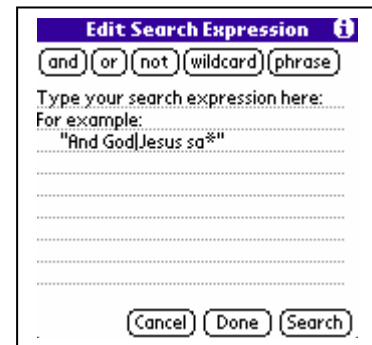 Edit Search Expression i
and or not wildcard phrase
Type your search expression here:
For example:
"And God|Jesus sa*"
Cancel Done Search